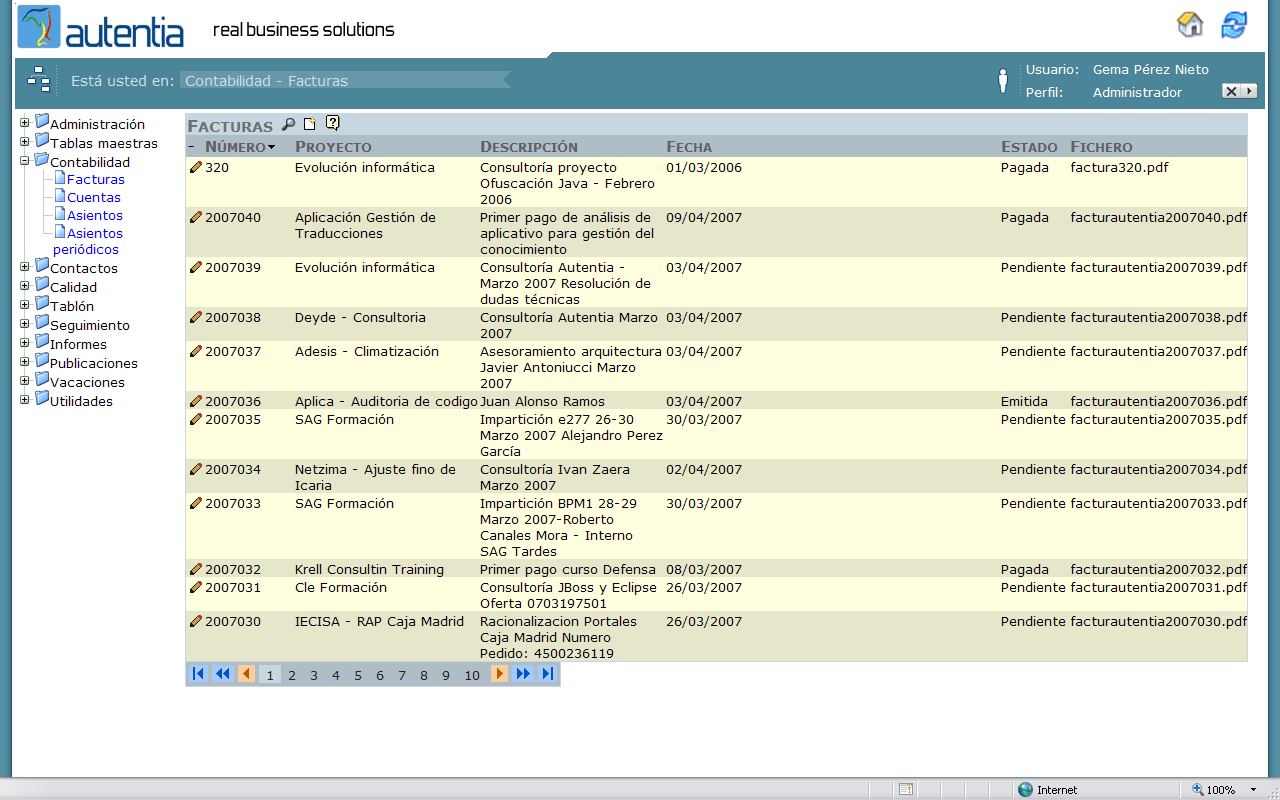 autentia real business solutions
Está usted en: Contabilidad - Facturas
Usuario: Gema Pérez Nieto
Perfil: Administrador
Administración
Tablas maestras
Contabilidad
Facturas
Cuentas
Asientos
Asientos
periódicos
Contactos
Calidad
Tablón
Seguimiento
Informes
Publicaciones
Vacaciones
Utilidades
FACTURAS
- NÚMERO PROYECTO DESCRIPCIÓN FECHA ESTADO FICHERO
320 Evolución informática Consultoría proyecto 01/03/2006 Pagada factura320.pdf
Ofuscación Java - Febrero
2006
2007040 Aplicación Gestión de Primer pago de análisis de 09/04/2007 Pagada facturautentia2007040.pdf
Traducciones aplicativo para gestión del
conocimiento
2007039 Evolución informática Consultoría Autentia - 03/04/2007 Pendiente facturautentia2007039.pdf
Marzo 2007 Resolución de
dudas técnicas
2007038 Deyde - Consultoria Consultoría Autentia Marzo 03/04/2007 Pendiente facturautentia2007038.pdf
2007
2007037 Adesis - Climatización Asesoramiento arquitectura 03/04/2007 Pendiente facturautentia2007037.pdf
Javier Antoniucci Marzo
2007
2007036 Aplica - Auditoria de codigo Juan Alonso Ramos 03/04/2007 Emitida facturautentia2007036.pdf
2007035 SAG Formación Impartición e277 26-30 30/03/2007 Pendiente facturautentia2007035.pdf
Marzo 2007 Alejandro Perez
García
2007034 Netzima - Ajuste fino de Consultoría Ivan Zaera 02/04/2007 Pendiente facturautentia2007034.pdf
Icaria Marzo 2007
2007033 SAG Formación Impartición BPM1 28-29 30/03/2007 Pendiente facturautentia2007033.pdf
Marzo 2007-Roberto
Canales Mora - Interno
SAG Tardes
2007032 Krell Consultin Training Primer pago curso Defensa 08/03/2007 Pagada facturautentia2007032.pdf
2007031 Cle Formación Consultoría JBoss y Eclipse 26/03/2007 Pendiente facturautentia2007031.pdf
Oferta 0703197501
2007030 IECISA - RAP Caja Madrid Racionalizacion Portales 26/03/2007 Pendiente facturautentia2007030.pdf
Caja Madrid Numero
Pedido: 4500236119
1 2 3 4 5 6 7 8 9 10
Internet 100%